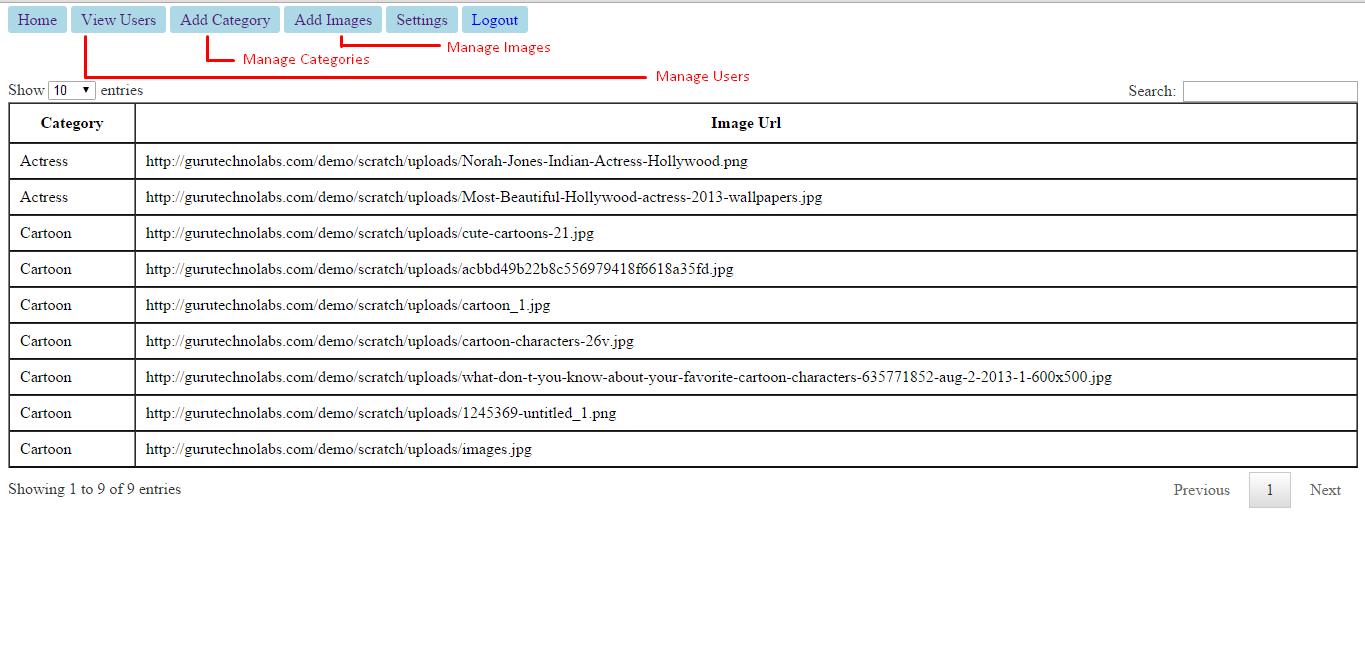 Home View Users Add Category Add Images Settings Logout
Manage Images
Manage Categories
Manage Users
Show 10 entries Search:
Category Image Url
Actress http://gurutechnolabs.com/demo/scratch/uploads/Norah-Jones-Indian-Actress-Hollywood.png
Actress http://gurutechnolabs.com/demo/scratch/uploads/Most-Beautiful-Hollywood-actress-2013-wallpapers.jpg
Cartoon http://gurutechnolabs.com/demo/scratch/uploads/cute-cartoons-21.jpg
Cartoon http://gurutechnolabs.com/demo/scratch/uploads/acbbd49b22b8c556979418f6618a35fd.jpg
Cartoon http://gurutechnolabs.com/demo/scratch/uploads/cartoon_1.jpg
Cartoon http://gurutechnolabs.com/demo/scratch/uploads/cartoon-characters-26v.jpg
Cartoon http://gurutechnolabs.com/demo/scratch/uploads/what-don-t-you-know-about-your-favorite-cartoon-characters-635771852-aug-2-2013-1-600x500.jpg
Cartoon http://gurutechnolabs.com/demo/scratch/uploads/1245369-untitled_1.png
Cartoon http://gurutechnolabs.com/demo/scratch/uploads/images.jpg
Showing 1 to 9 of 9 entries Previous 1 Next